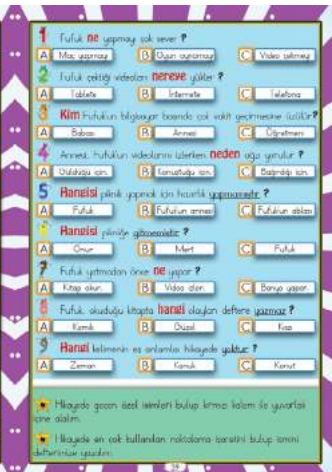 1 Fufuk ne yapmayı çok sever ?
A Maç yapmayı B Oyun oynamayı C Video çekmeyi
2 Fufuk çektiği videoları nereye yükler ?
A Tablete B İnternete C Telefona
3 Kim Fufuk'un bilgisayar başında çok vakit geçirmesine üzülür?
A Babası B Annesi C Öğretmeni
4 Annesi, Fufuk'un videolarını izlerken neden ağzı yorulur ?
A için. B Konuştuğu için. C Bağırdığı için.
5 Hangisi piknik yapmak için hazırlık yapmamıştır ?
A Fufuk B Fufuk'un annesi C Fufuk'un ablası
6 Hangisi pikniğe gitmemiştir ?
A Onur B Mert C Fufuk
7 Fufuk yatmadan önce ne yapar ?
A Kitap okur. B Video izler. C Banyo yapar.
8 Fufuk, okuduğu kitapta hangi olayları deftere yazmaz ?
A Komik B Güzel C Kısa
9 Hangi kelimenin eş anlamlısı hikayede yoktur ?
A Zaman B Konuk C Konut
Hikayede geçen özel isimleri bulup kırmızı kalem ile yuvarlak
içine alalım.
Hikayede en çok kullanılan noktalama işaretini bulup ismini
defterimize yazalım.